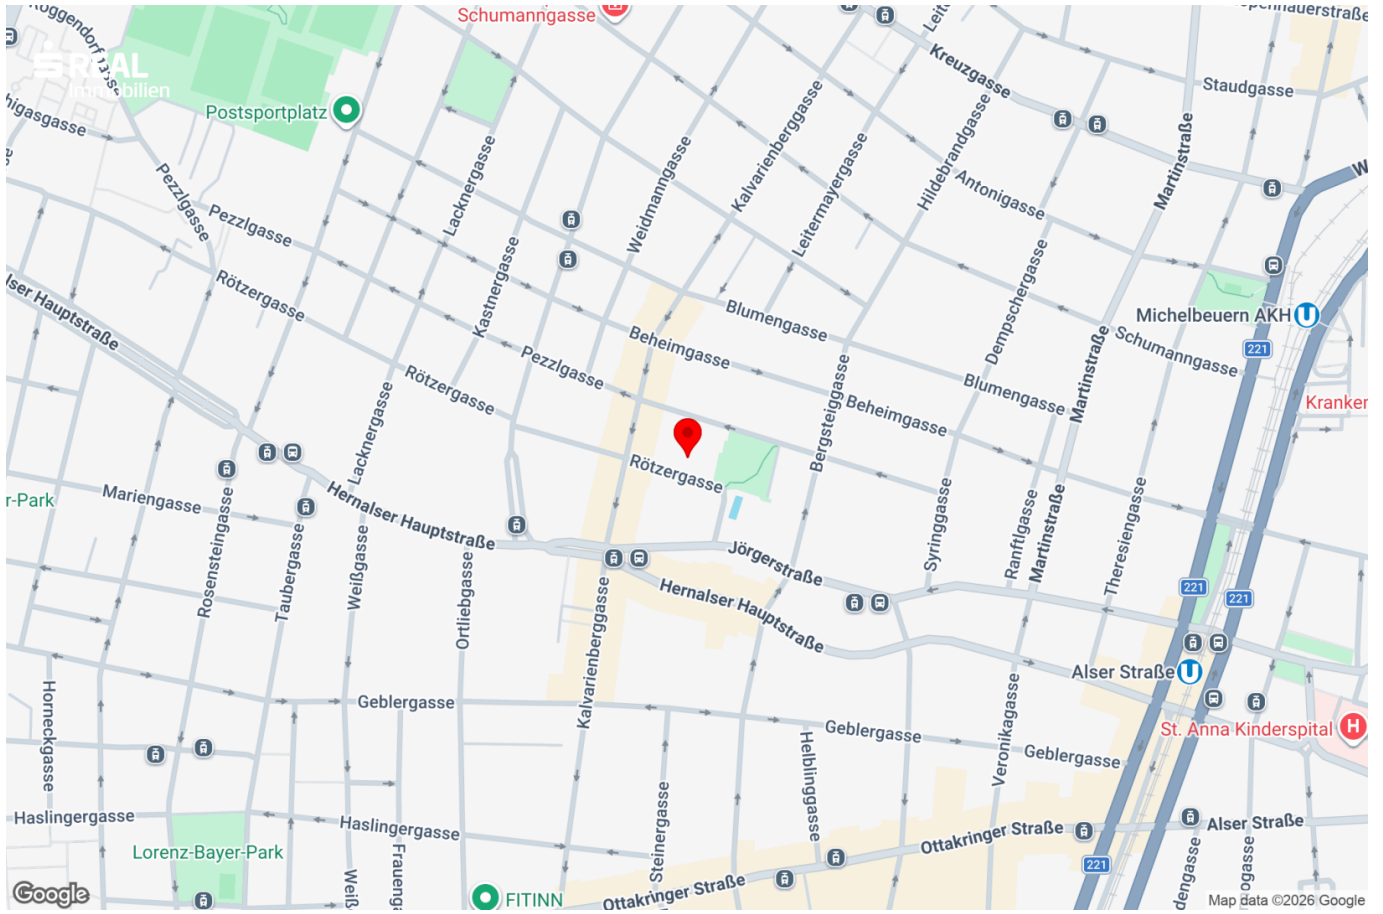 Schumanngasse
Roggendorfgasse
REAL
Immobilien
Postsportplatz
Kreuzgasse
Staudgasse
Pezzlgasse
Pezzlgasse
Lacknergasse
Weidmanngasse
Kalvarienberggasse
Leitermayergasse
Hildebrandgasse
Antonigasse
Martinstraße
Rötzergasse
Kastnergasse
Blumengasse
Dempschergasse
Michelbeuern AKH
U
221
Schumanngasse
Beheimgasse
Pezzlgasse
Rötzergasse
Lacknergasse
Blumengasse
Beheimgasse
Martinstraße
Bergsteiggasse
Rötzergasse
Mariengasse
Hernalser Hauptstraße
Rosensteingasse
Taubergasse
Weißgasse
Ortliebgasse
Jörgerstraße
Hernalser Hauptstraße
Syringgasse
Ranftlgasse
Martinstraße
Theresiengasse
221
221
Alser Straße
U
St. Anna Kinderspital
H
Horneckgasse
Geblergasse
Kalvarienberggasse
Geblergasse
Helblinggasse
Veronikagasse
Geblergasse
Haslingergasse
Haslingergasse
Steinergasse
Ottakringer Straße
Alser Straße
Lorenz-Bayer-Park
221
FITINN
Ottakringer Straße
Google
Map data ©2026 Google